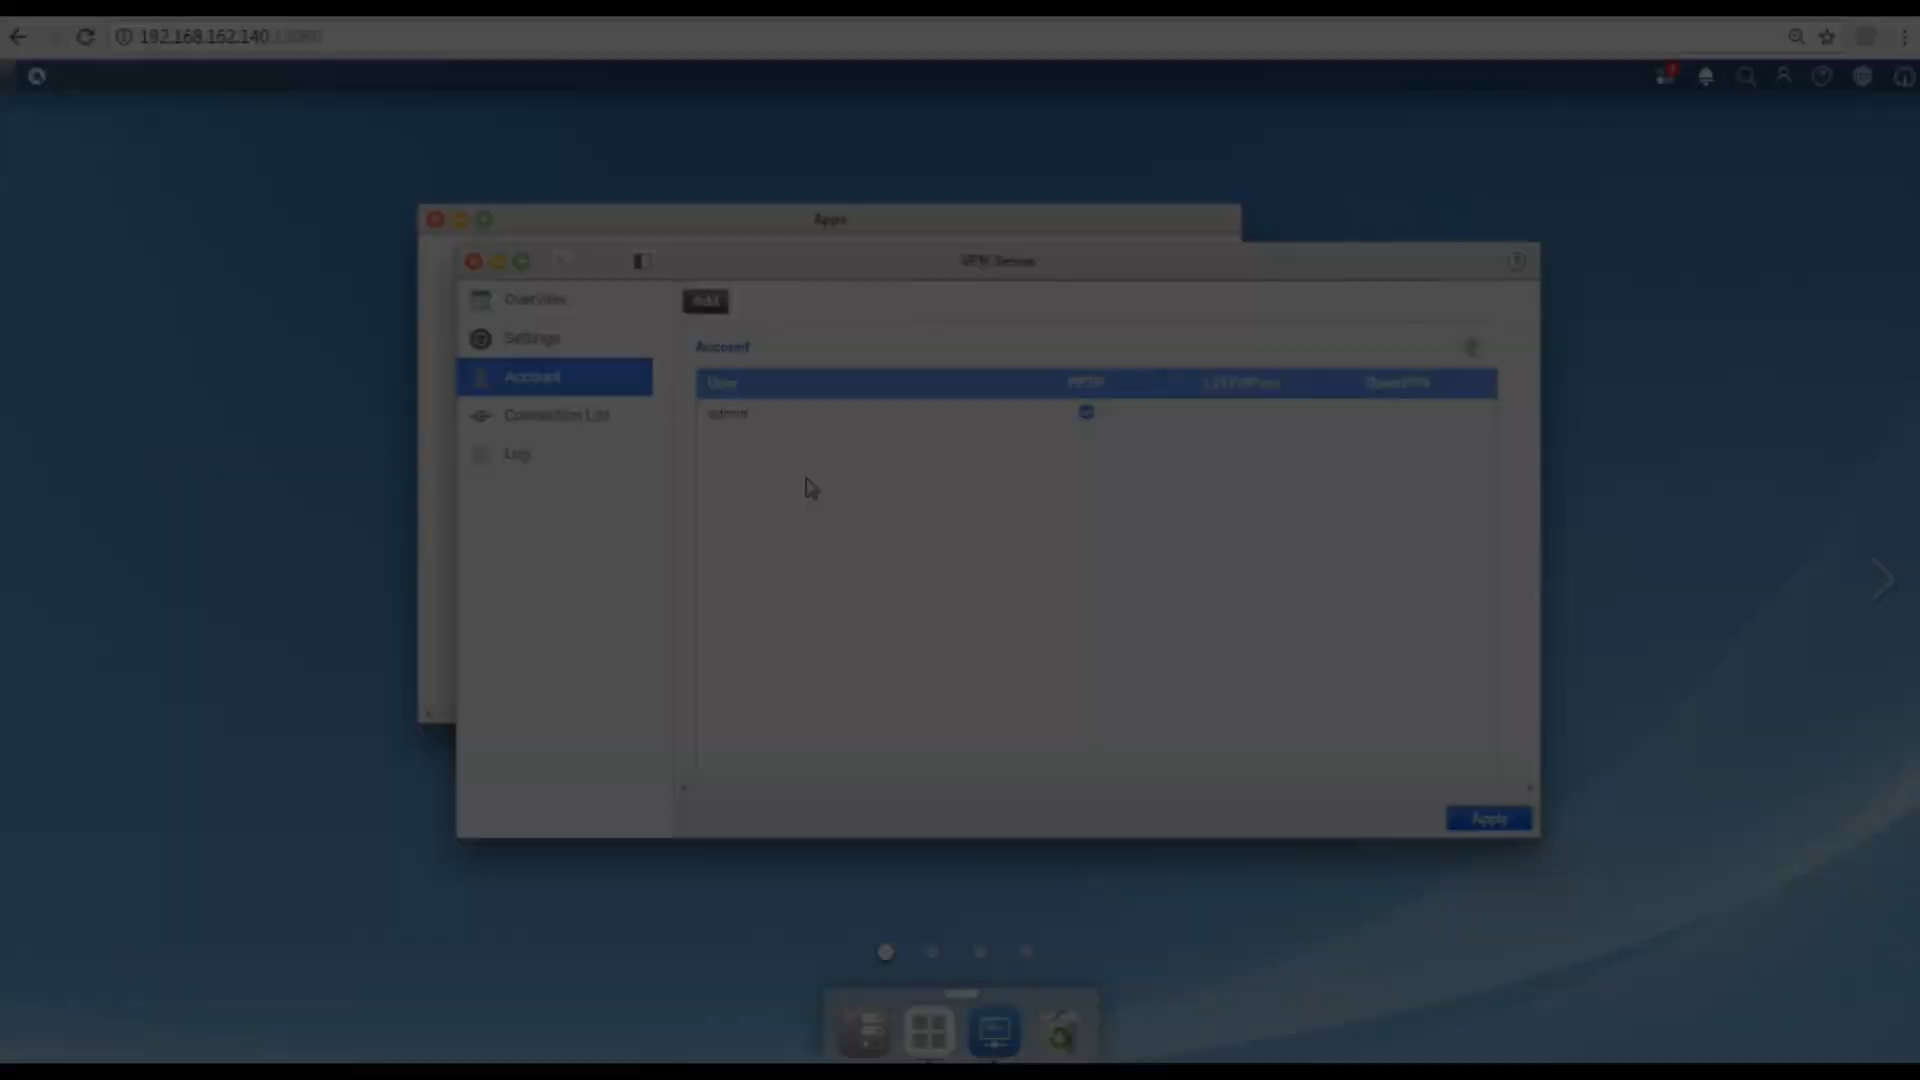 192.168.162.140
Apps
VPN Server
Overview
Add
Settings
Account
Account
User PPTP L2TP/IPsec OpenVPN
admin
Connection List
Log
Apply